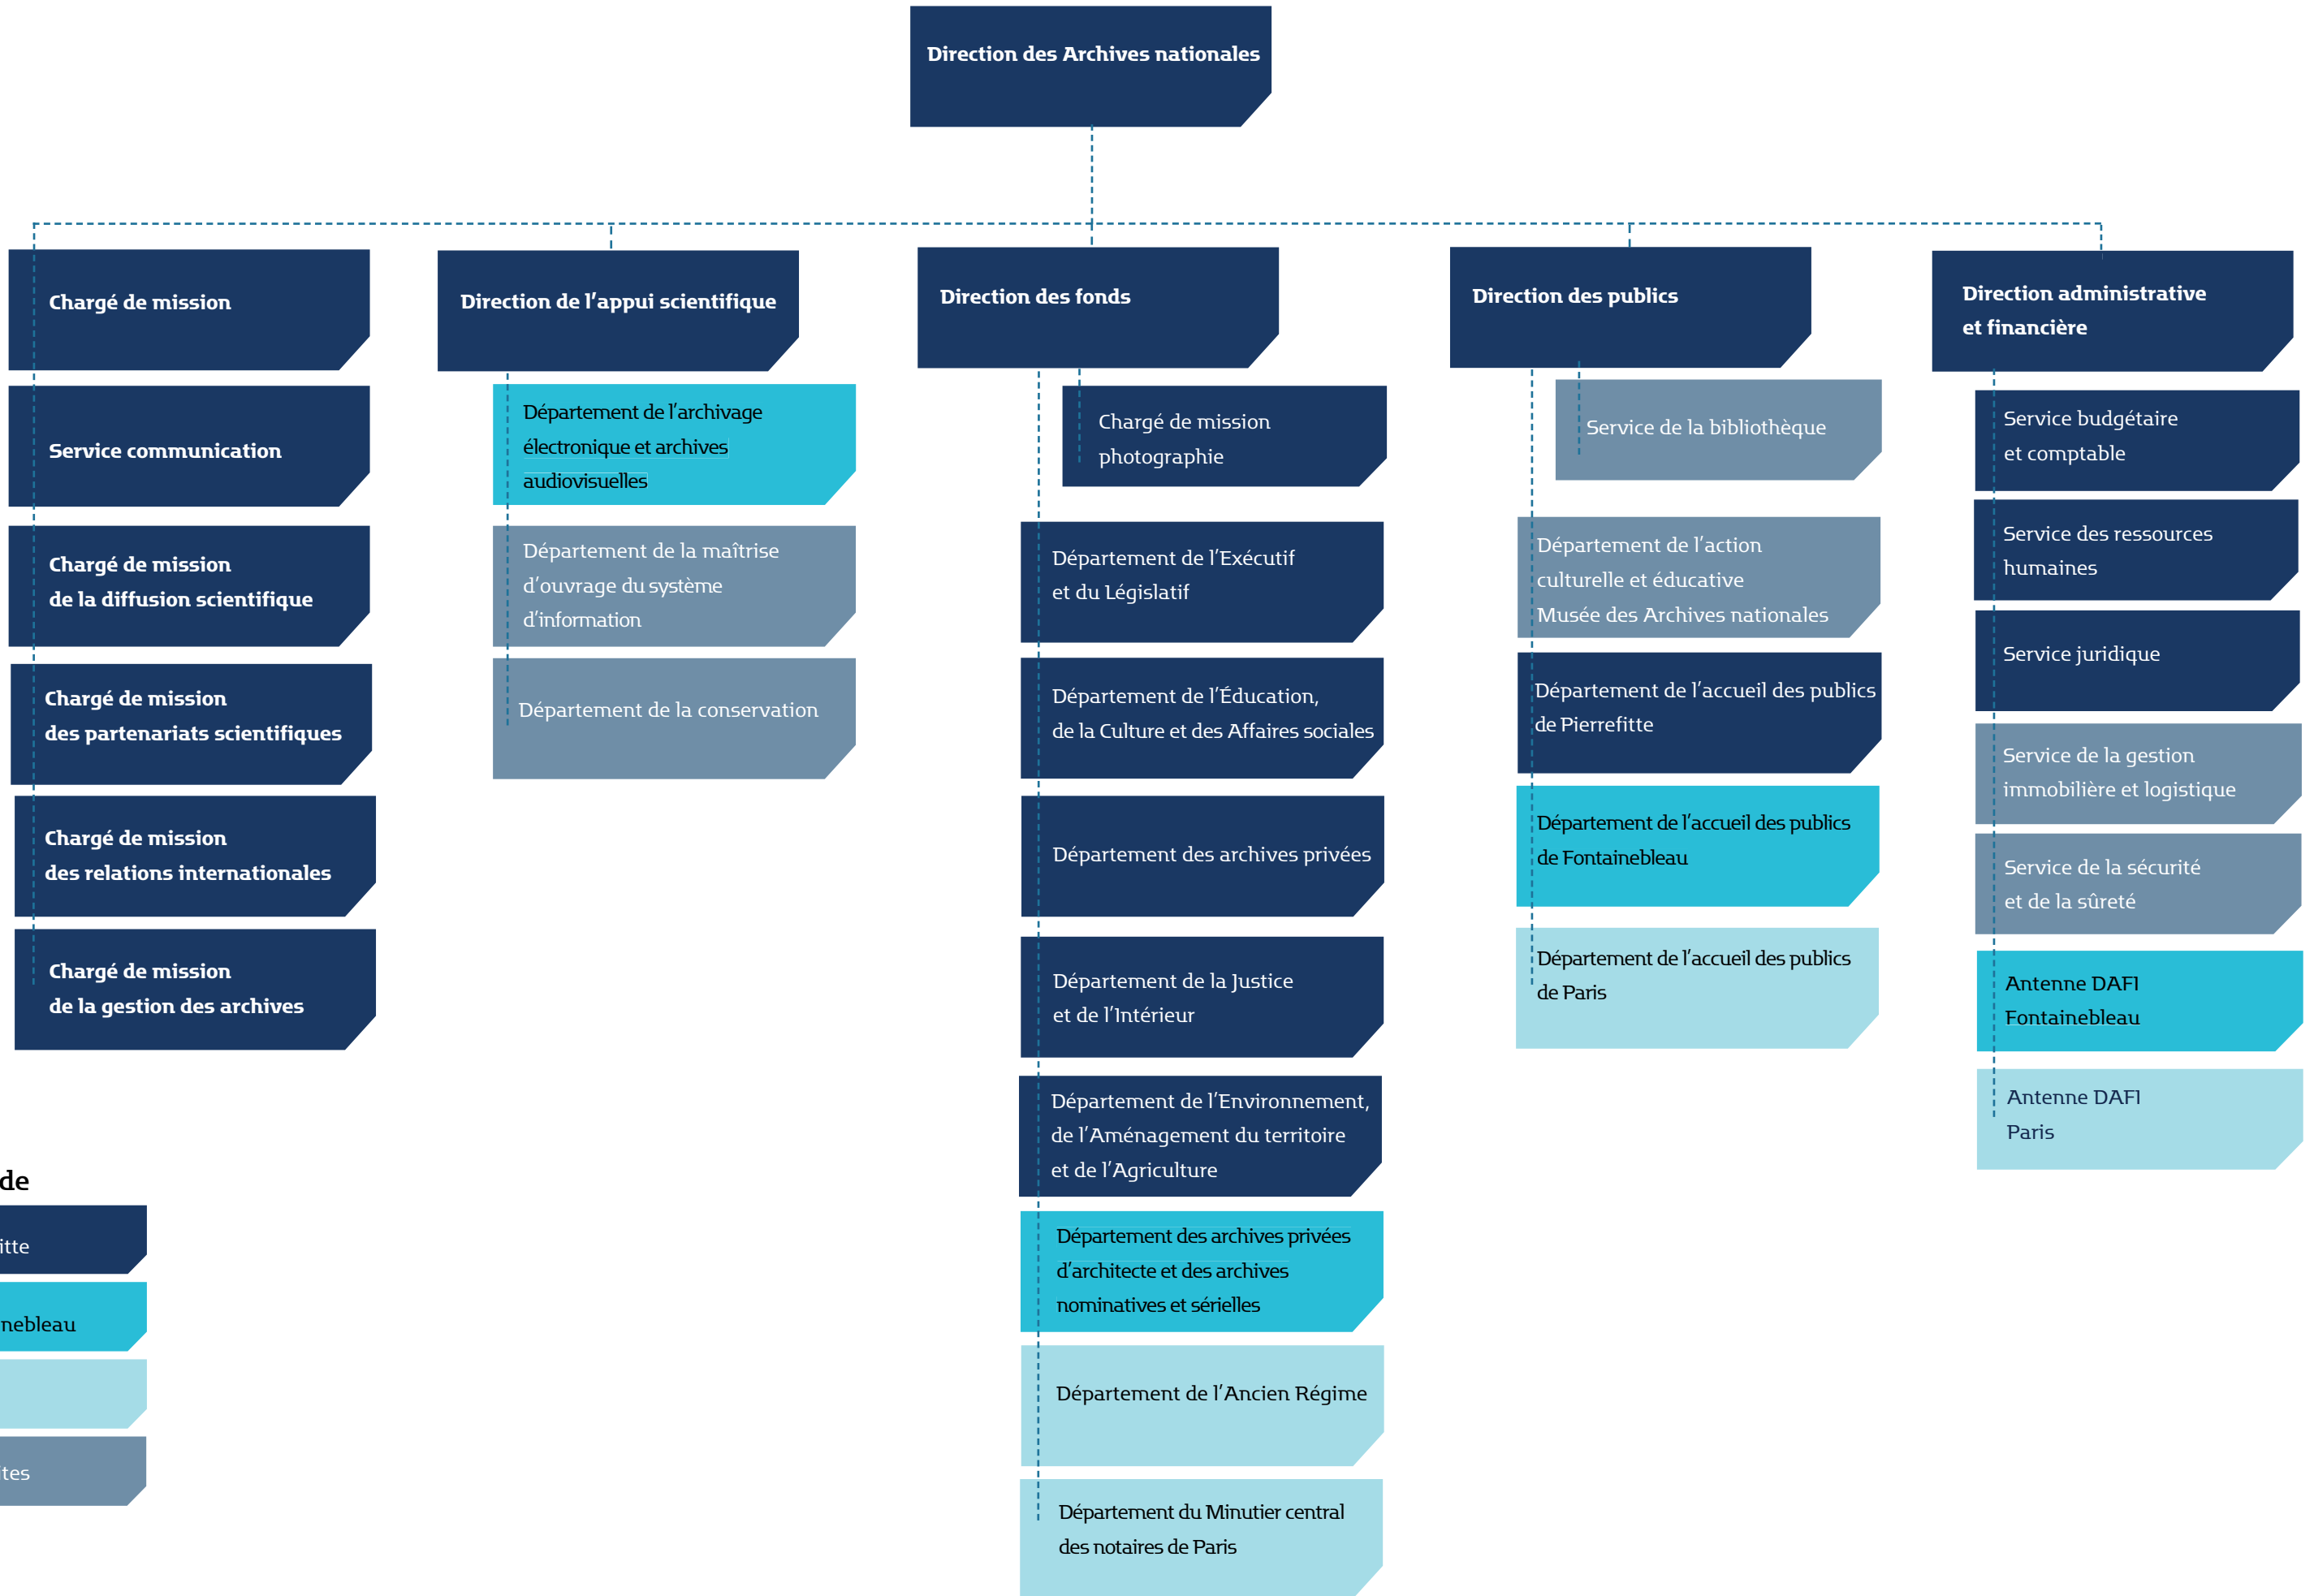 Direction des Archives nationales
Chargé de mission
Service communication
Chargé de mission
de la diffusion scientifique
Chargé de mission
des partenariats scientifiques
Chargé de mission
des relations internationales
Chargé de mission
de la gestion des archives
Direction de l'appui scientifique
Département de l'archivage
électronique et archives
audiovisuelles
Département de la maîtrise
d'ouvrage du système
d'information
Département de la conservation
Direction des fonds
Chargé de mission
photographie
Département de l'Exécutif
et du Législatif
Département de l'Éducation,
de la Culture et des Affaires sociales
Département des archives privées
Département de la Justice
et de l'Intérieur
Département de l'Environnement,
de l'Aménagement du territoire
et de l'Agriculture
Département des archives privées
d'architecte et des archives
nominatives et sérielles
Département de l'Ancien Régime
Département du Minutier central
des notaires de Paris
Direction des publics
Service de la bibliothèque
Département de l'action
culturelle et éducative
Musée des Archives nationales
Département de l'accueil des publics
de Pierrefitte
Département de l'accueil des publics
de Fontainebleau
Département de l'accueil des publics
de Paris
Direction administrative
et financière
Service budgétaire
et comptable
Service des ressources
humaines
Service juridique
Service de la gestion
immobilière et logistique
Service de la sécurité
et de la sûreté
Antenne DAFI
Fontainebleau
Antenne DAFI
Paris
de
itte
nebleau
ites